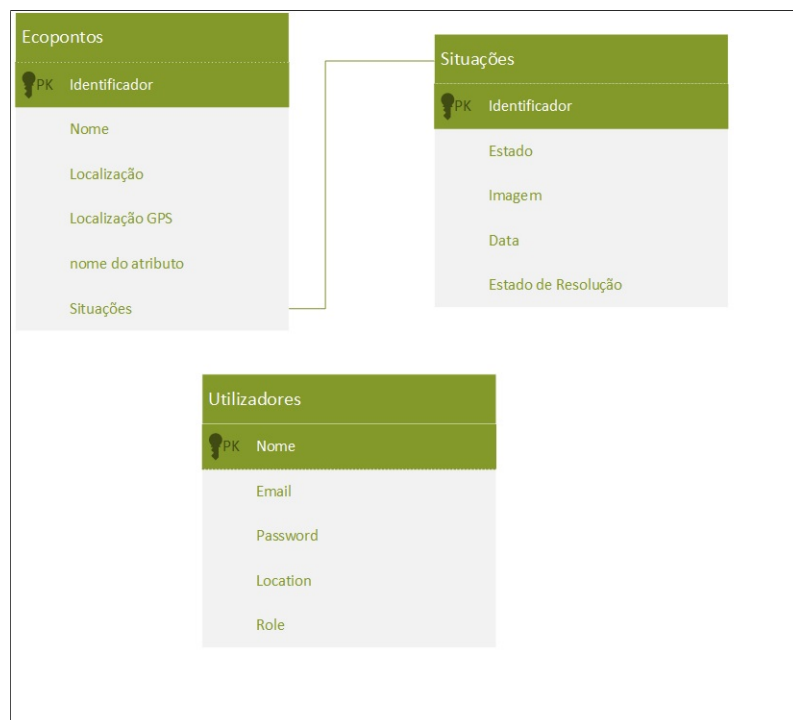 Ecopontos
PK Identificador
Nome
Localização
Localização GPS
nome do atributo
Situações
Situações
PK Identificador
Estado
Imagem
Data
Estado de Resolução
Utilizadores
PK Nome
Email
Password
Location
Role